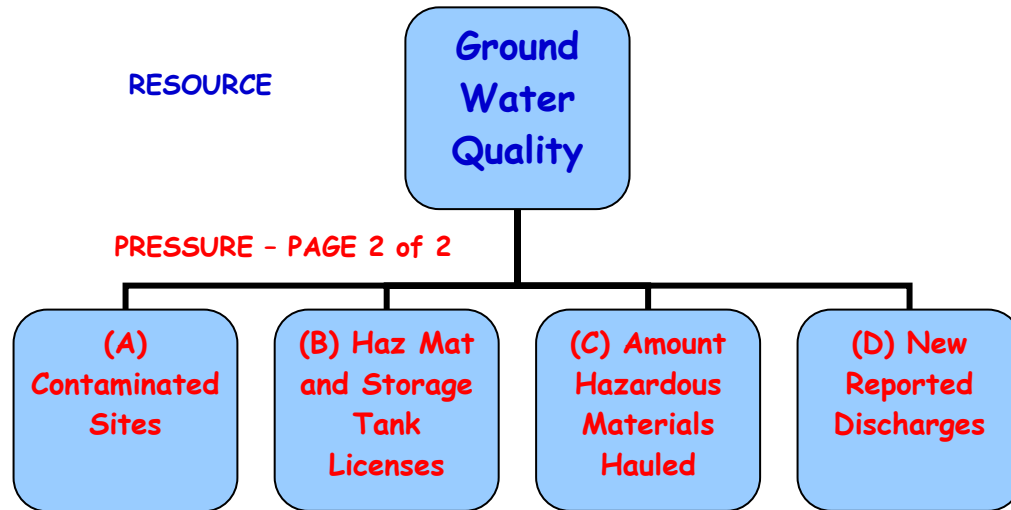 Ground
Water
Quality
RESOURCE
PRESSURE – PAGE 2 of 2
(A)
Contaminated
Sites
(B) Haz Mat
and Storage
Tank
Licenses
(C) Amount
Hazardous
Materials
Hauled
(D) New
Reported
Discharges